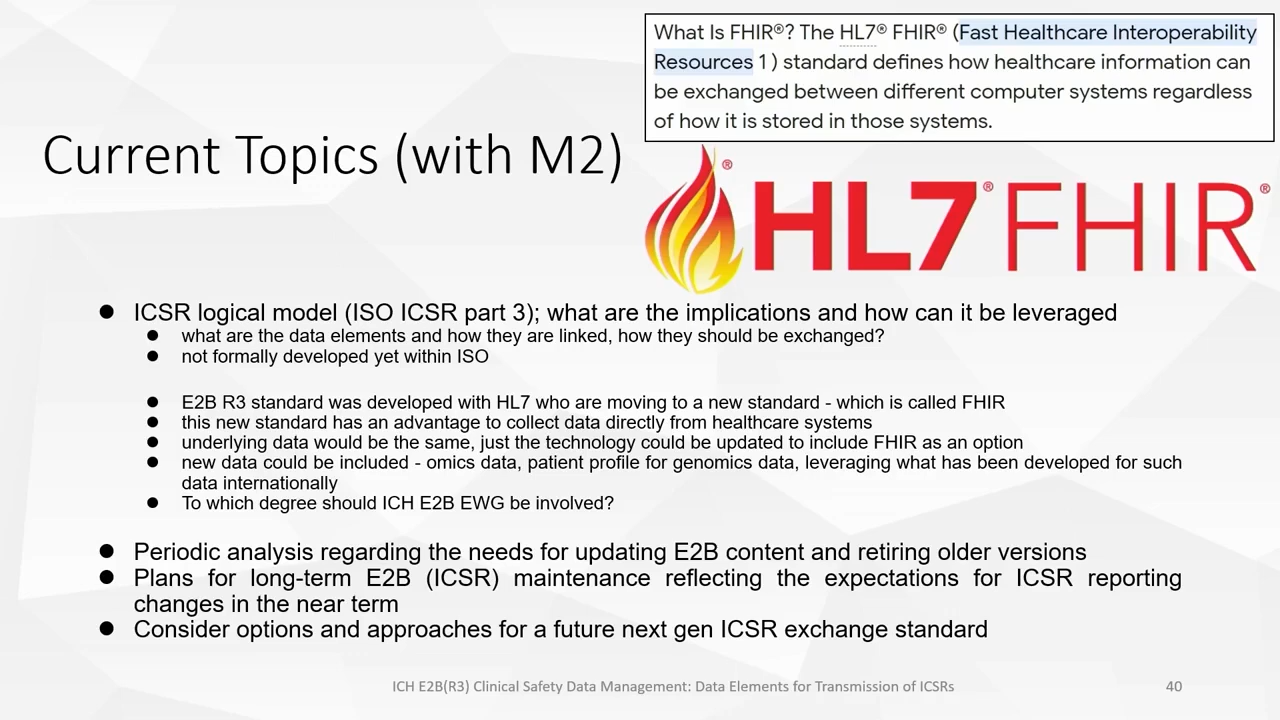 What Is FHIR®? The HL7® FHIR® (Fast Healthcare Interoperability
Resources 1 ) standard defines how healthcare information can
be exchanged between different computer systems regardless
of how it is stored in those systems.
Current Topics (with M2)
® HL7® FHIR®
● ICSR logical model (ISO ICSR part 3); what are the implications and how can it be leveraged
● what are the data elements and how they are linked, how they should be exchanged?
● not formally developed yet within ISO
● E2B R3 standard was developed with HL7 who are moving to a new standard - which is called FHIR
● this new standard has an advantage to collect data directly from healthcare systems
● underlying data would be the same, just the technology could be updated to include FHIR as an option
● new data could be included - omics data, patient profile for genomics data, leveraging what has been developed for such
data internationally
● To which degree should ICH E2B EWG be involved?
● Periodic analysis regarding the needs for updating E2B content and retiring older versions
● Plans for long-term E2B (ICSR) maintenance reflecting the expectations for ICSR reporting
changes in the near term
● Consider options and approaches for a future next gen ICSR exchange standard
ICH E2B(R3) Clinical Safety Data Management: Data Elements for Transmission of ICSRs
40